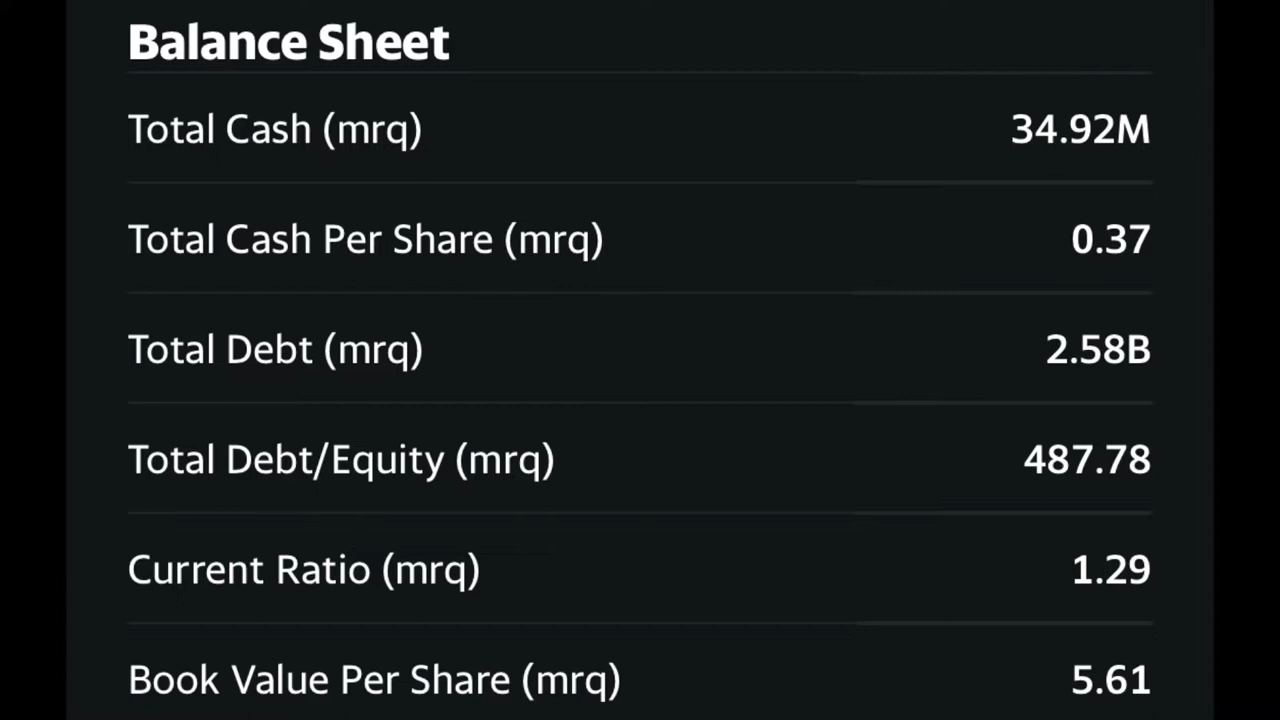 Balance Sheet
Total Cash (mrq) 34.92M
Total Cash Per Share (mrq) 0.37
Total Debt (mrq) 2.58B
Total Debt/Equity (mrq) 487.78
Current Ratio (mrq) 1.29
Book Value Per Share (mrq) 5.61